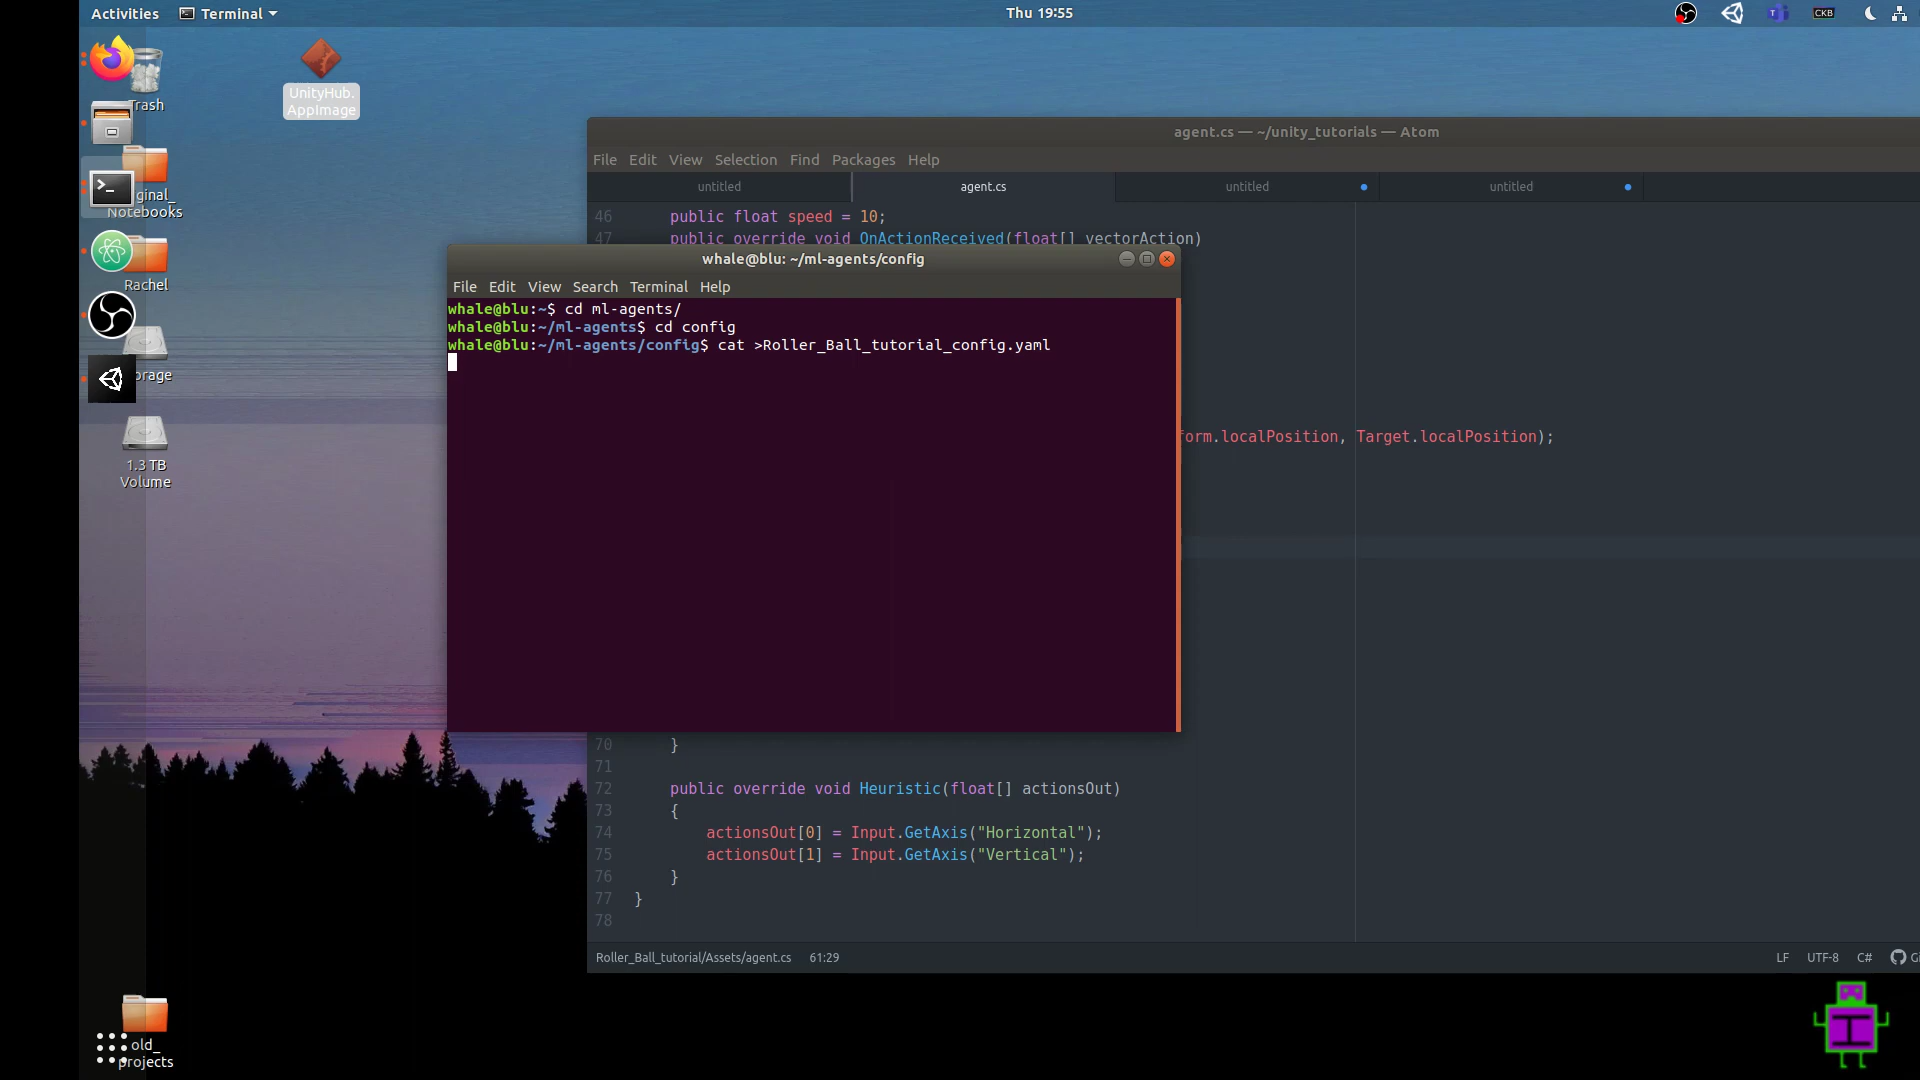 Activities
Terminal
Thu 19:55
CKB
Trash
UnityHub.
AppImage
ginal_
Notebooks
Rachel
orage
1.3 TB
Volume
old_
projects
agent.cs — ~/unity_tutorials — Atom
File Edit View Selection Find Packages Help
untitled
agent.cs
untitled
untitled
46 public float speed = 10;
47 public override void OnActionReceived(float[] vectorAction)
whale@blu: ~/ml-agents/config
File Edit View Search Terminal Help
whale@blu:~$ cd ml-agents/
whale@blu:~/ml-agents$ cd config
whale@blu:~/ml-agents/config$ cat >Roller_Ball_tutorial_config.yaml
form.localPosition, Target.localPosition);
70 }
71
72 public override void Heuristic(float[] actionsOut)
73 {
74 actionsOut[0] = Input.GetAxis("Horizontal");
75 actionsOut[1] = Input.GetAxis("Vertical");
76 }
77 }
78
Roller_Ball_tutorial/Assets/agent.cs 61:29
LF UTF-8 C# Gi